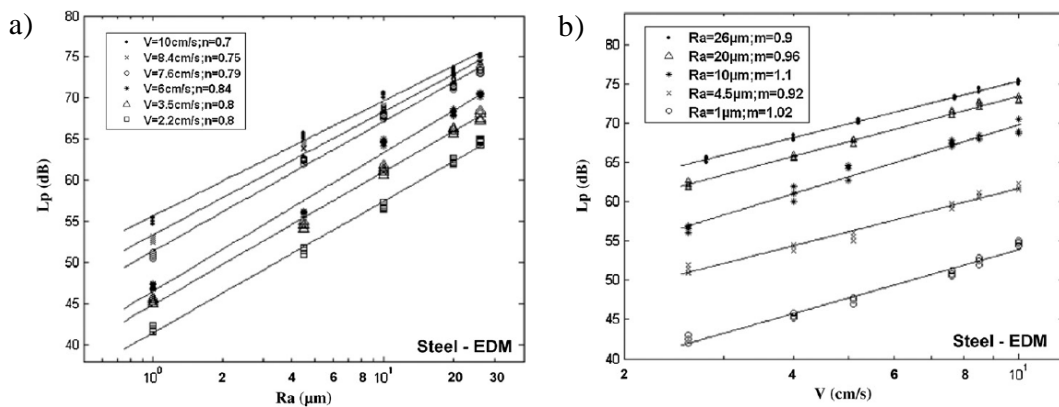 a)
Lp (dB)
80
75
70
65
60
55
50
45
40
V=10cm/s;n=0.7
V=8.4cm/s;n=0.75
V=7.6cm/s;n=0.79
V=6cm/s;n=0.84
V=3.5cm/s;n=0.8
V=2.2cm/s;n=0.8
Steel - EDM
10⁰ 2 4 8 10¹ 20 30
Ra (µm)
b)
Lp (dB)
80
75
70
65
60
55
50
45
40
Ra=26µm;m=0.9
Ra=20µm;m=0.96
Ra=10µm;m=1.1
Ra=4.5µm;m=0.92
Ra=1µm;m=1.02
Steel - EDM
2 4 6 8 10¹
V (cm/s)